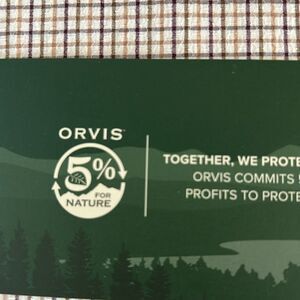 ORVIS
5%
FOR
NATURE
TOGETHER, WE PROTE
ORVIS COMMITS
PROFITS TO PROTE